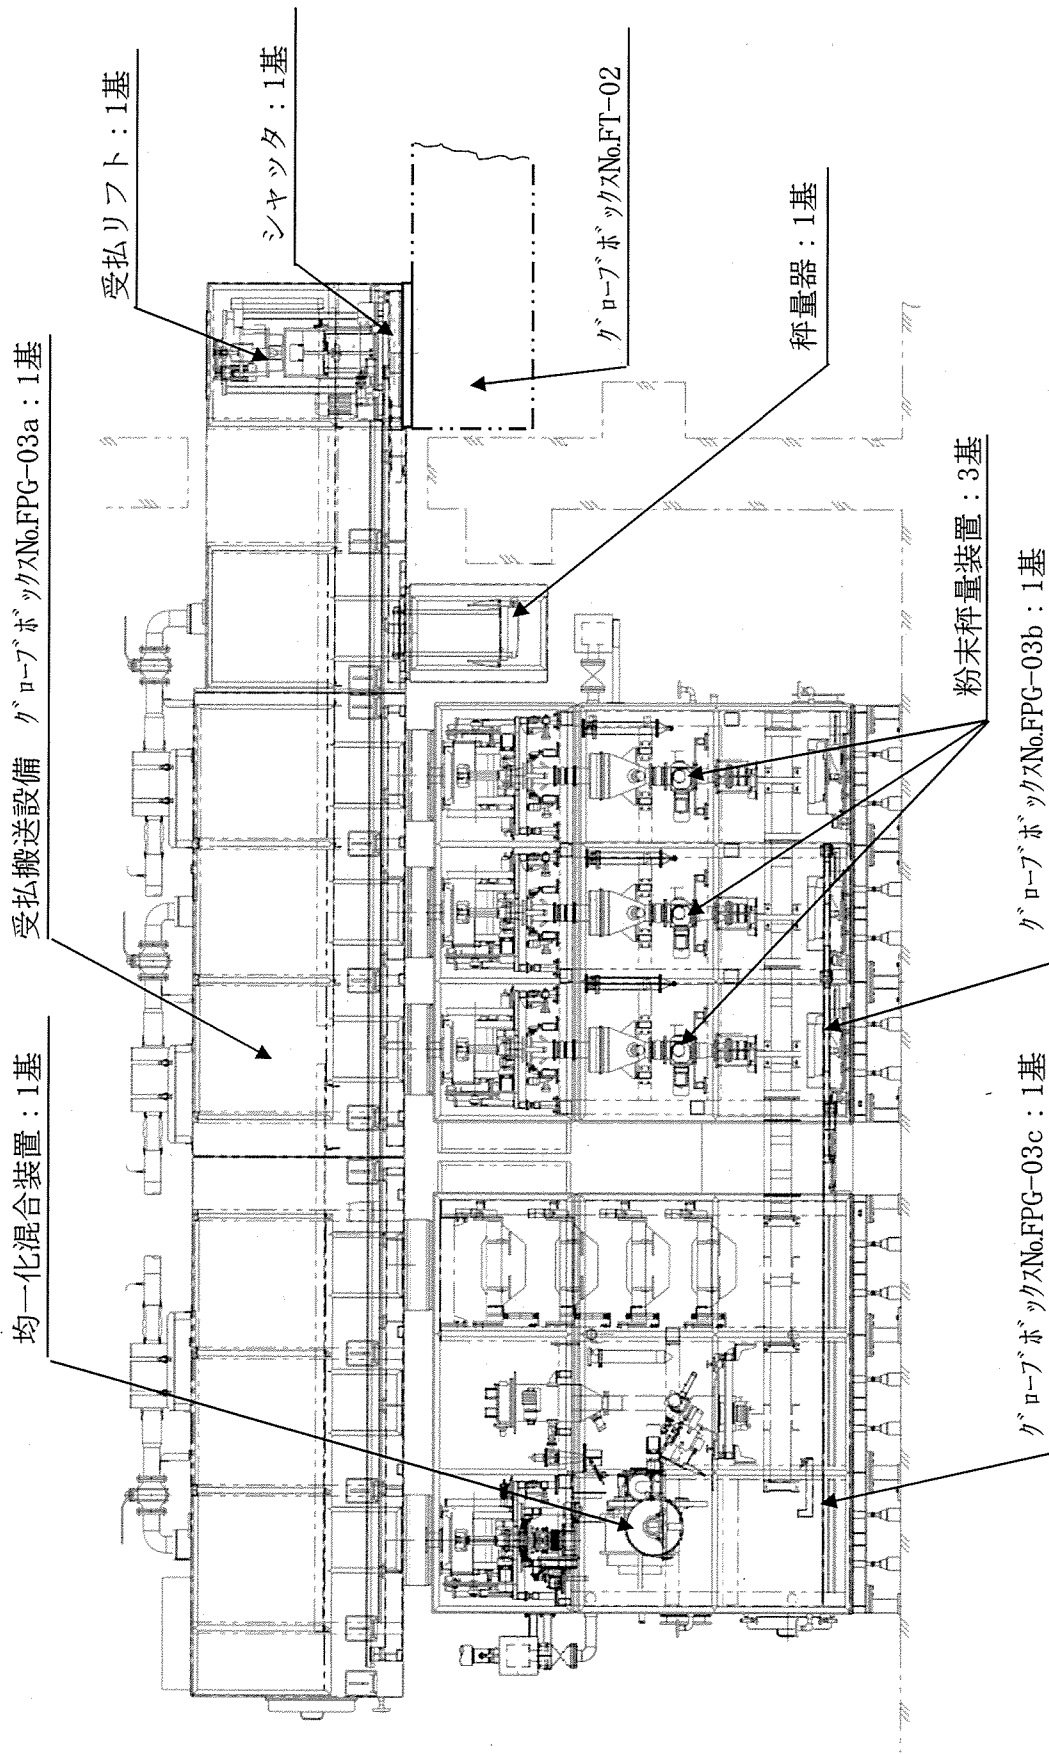 均一化混合装置：1基
受払搬送設備　グローブボックスNo.FPG-03a：1基
受払リフト：1基
シャッタ：1基
グローブボックスNo.FT-02
秤量器：1基
粉末秤量装置：3基
グローブボックスNo.FPG-03b：1基
グローブボックスNo.FPG-03c：1基